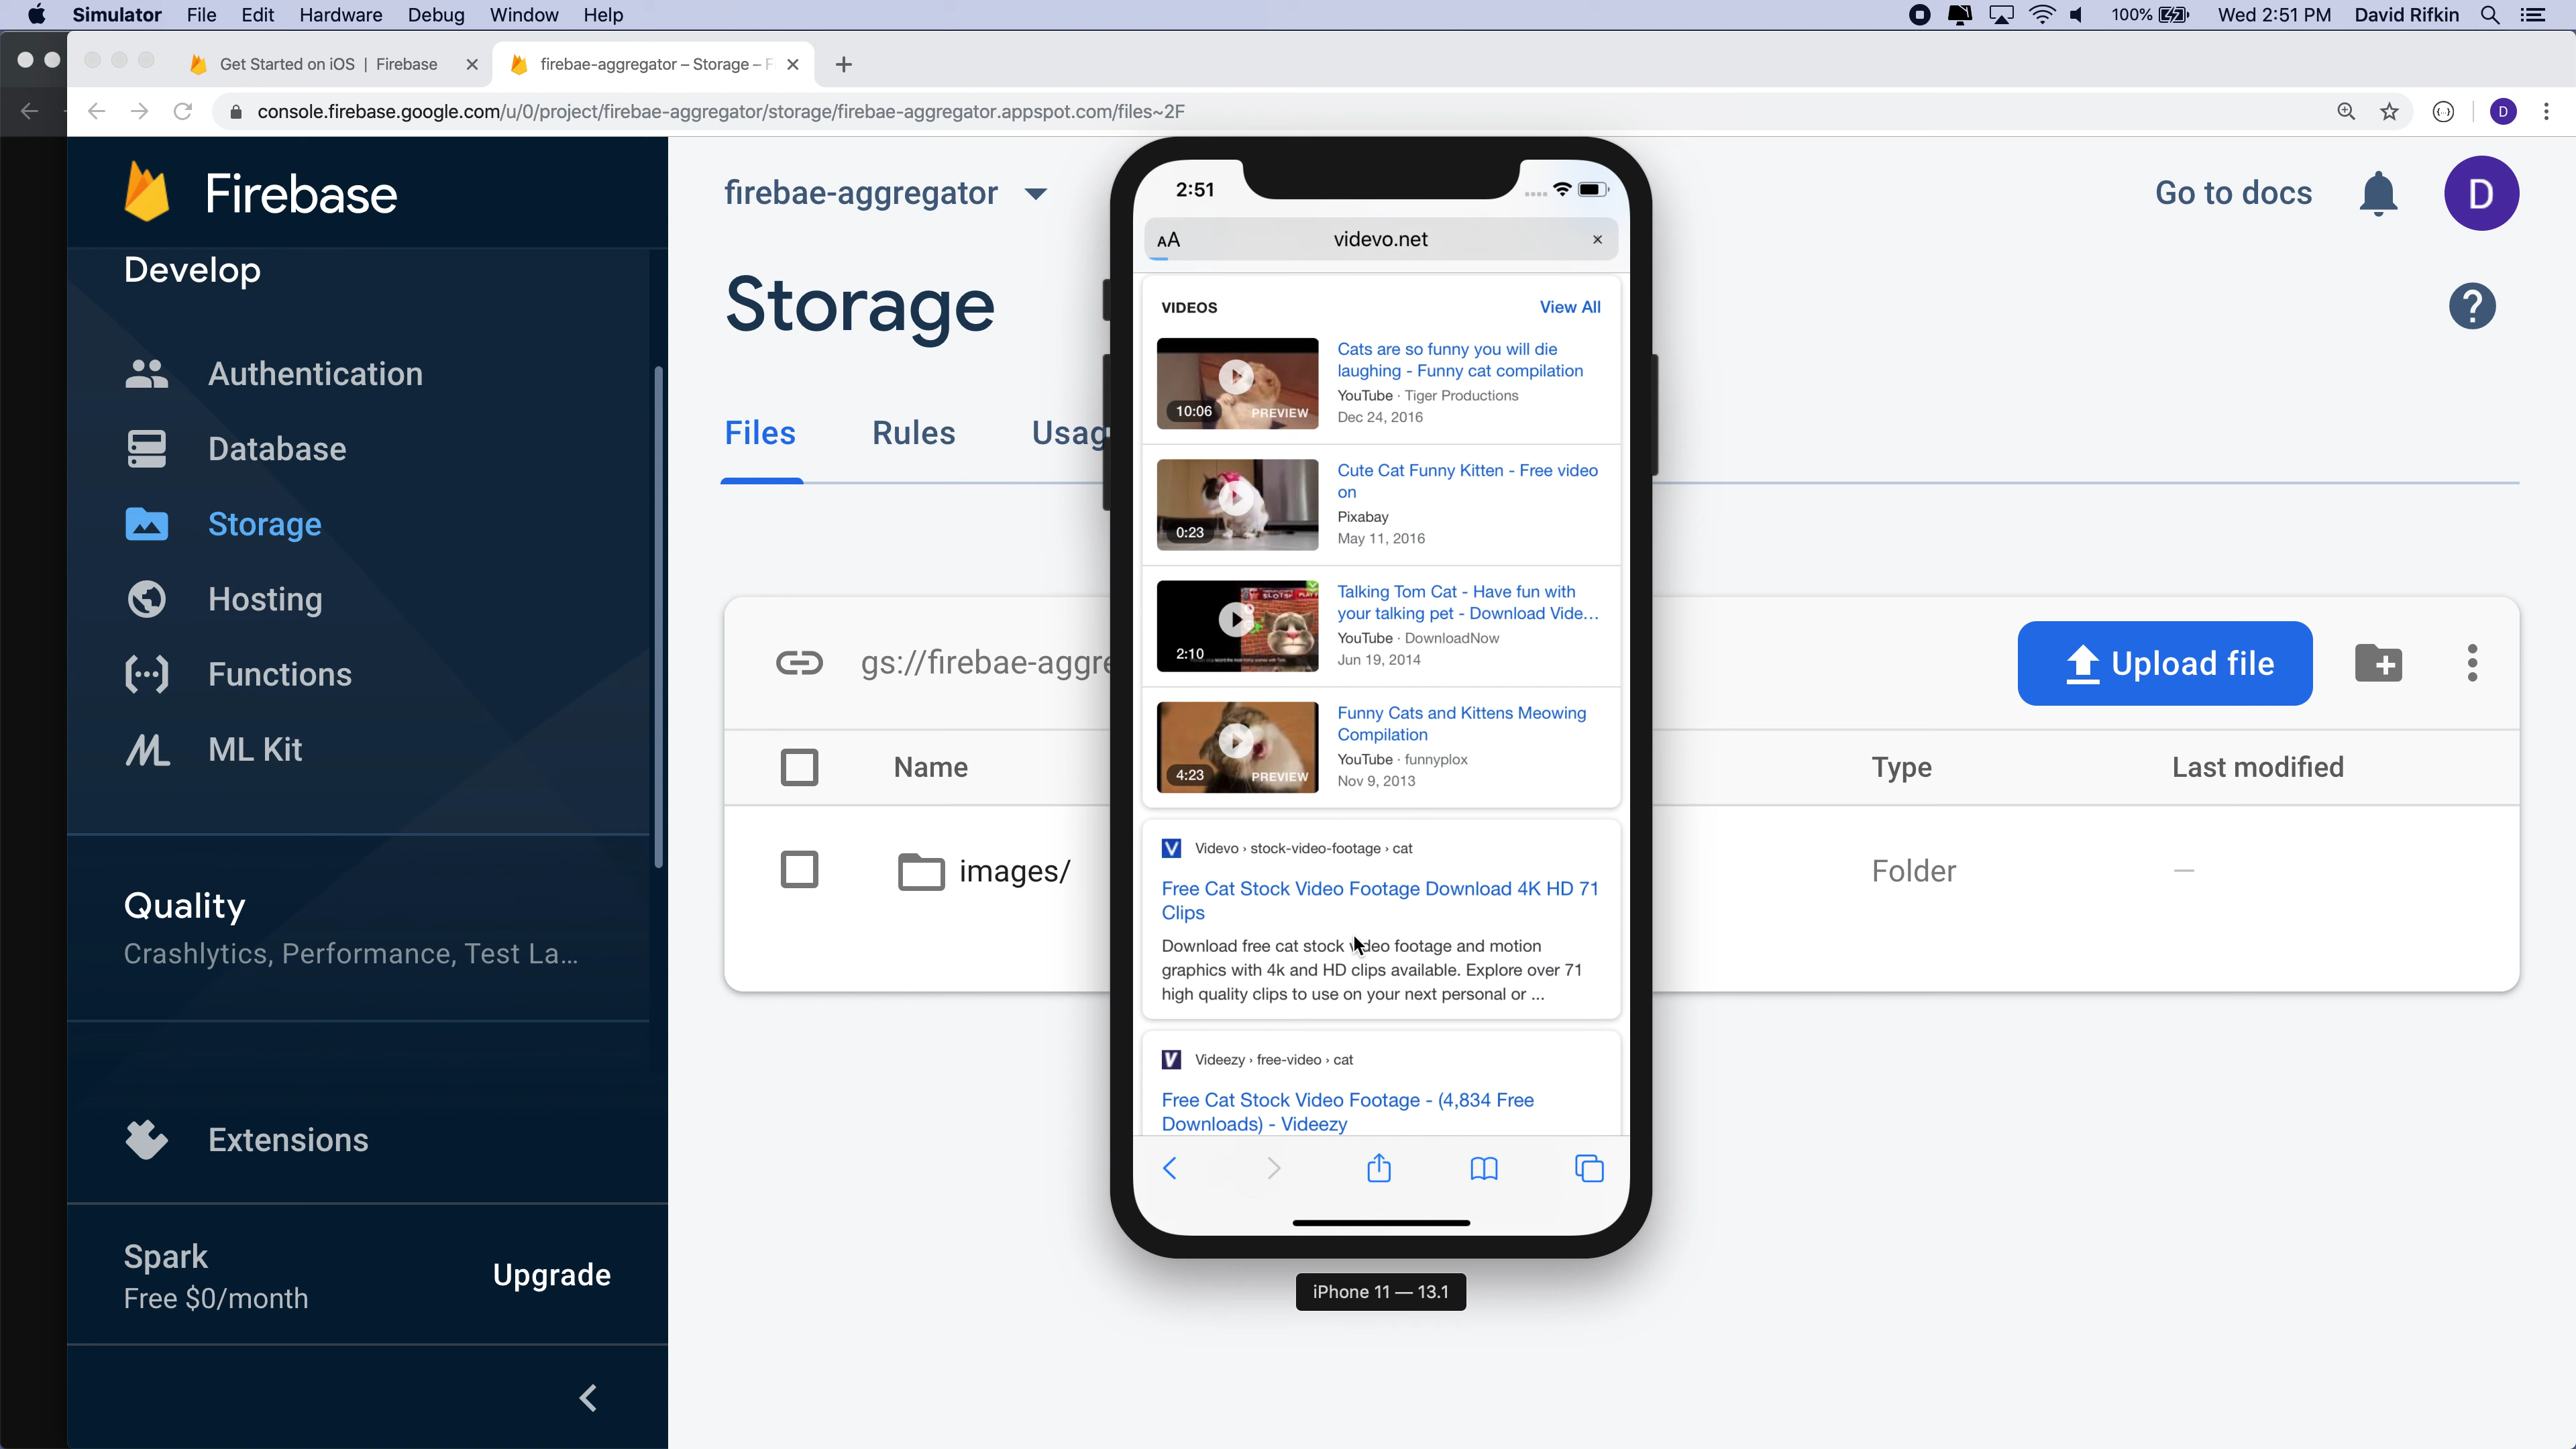 Simulator File Edit Hardware Debug Window Help 100% Wed 2:51 PM David Rifkin
Get Started on iOS | Firebase
firebae-aggregator – Storage – F
console.firebase.google.com/u/0/project/firebae-aggregator/storage/firebae-aggregator.appspot.com/files~2F
D
Firebase
Develop
Authentication
Database
Storage
Hosting
Functions
ML Kit
Quality
Crashlytics, Performance, Test La...
Extensions
Spark
Free $0/month
Upgrade
firebae-aggregator
Go to docs
D
Storage
Files Rules Usag
gs://firebae-aggre
Upload file
Name
Type
Last modified
images/
Folder
—
2:51
AA
videvo.net
VIDEOS
View All
Cats are so funny you will die
laughing - Funny cat compilation
YouTube · Tiger Productions
Dec 24, 2016
10:06
PREVIEW
Cute Cat Funny Kitten - Free video
on
Pixabay
May 11, 2016
0:23
Talking Tom Cat - Have fun with
your talking pet - Download Vide...
YouTube · DownloadNow
Jun 19, 2014
2:10
Funny Cats and Kittens Meowing
Compilation
YouTube · funnyplox
Nov 9, 2013
4:23
PREVIEW
Videvo › stock-video-footage › cat
Free Cat Stock Video Footage Download 4K HD 71
Clips
Download free cat stock video footage and motion
graphics with 4k and HD clips available. Explore over 71
high quality clips to use on your next personal or ...
Videezy › free-video › cat
Free Cat Stock Video Footage - (4,834 Free
Downloads) - Videezy
iPhone 11 — 13.1